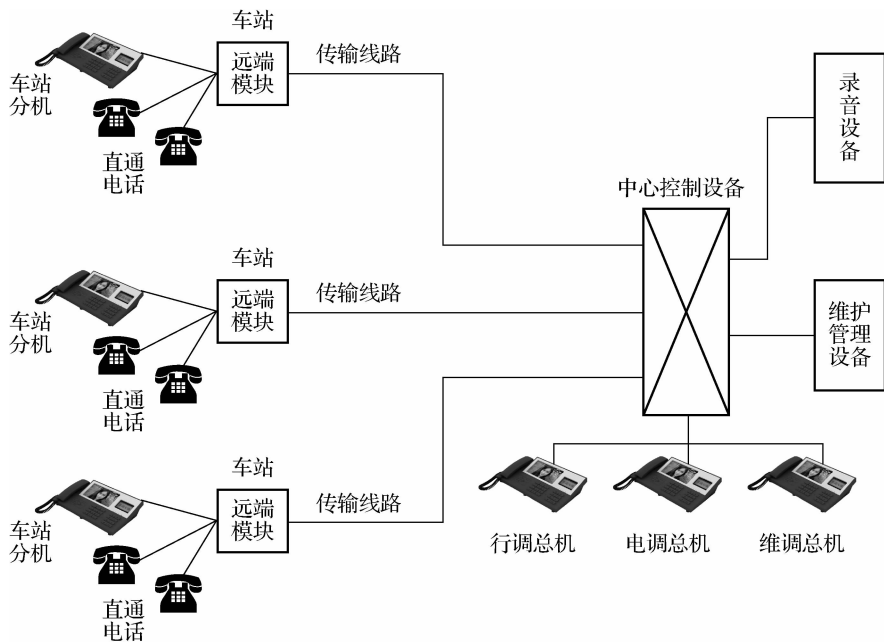 车站
远端
模块
传输线路
车站
分机
直通
电话
录
音
设
备
中心控制设备
车站
远端
模块
传输线路
车站
分机
直通
电话
维护
管理
设备
车站
远端
模块
传输线路
车站
分机
直通
电话
行调总机
电调总机
维调总机